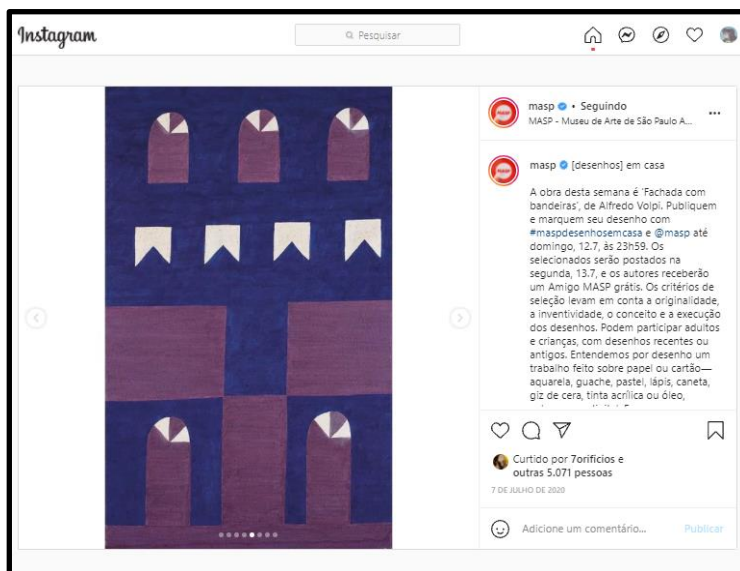 Instagram
Pesquisar
masp • Seguindo
MASP - Museu de Arte de São Paulo A...
masp [desenhos] em casa
A obra desta semana é 'Fachada com
bandeiras', de Alfredo Volpi. Publiquem
e marquem seu desenho com
#maspdesenhosemcasa e @masp até
domingo, 12.7, às 23h59. Os
selecionados serão postados na
segunda, 13.7, e os autores receberão
um Amigo MASP grátis. Os critérios de
seleção levam em conta a originalidade,
a inventividade, o conceito e a execução
dos desenhos. Podem participar adultos
e crianças, com desenhos recentes ou
antigos. Entendemos por desenho um
trabalho feito sobre papel ou cartão—
aquarela, guache, pastel, lápis, caneta,
giz de cera, tinta acrílica ou óleo,
Curtido por 7orifícios e
outras 5.071 pessoas
7 DE JULHO DE 2020
Adicione um comentário... Publicar